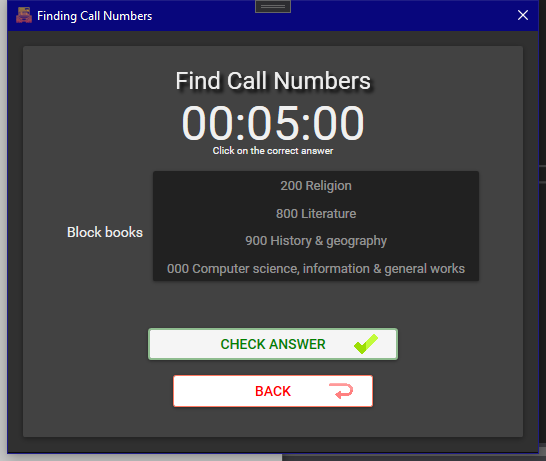 Finding Call Numbers
Find Call Numbers
00:05:00
Click on the correct answer
Block books
200 Religion
800 Literature
900 History & geography
000 Computer science, information & general works
CHECK ANSWER
BACK